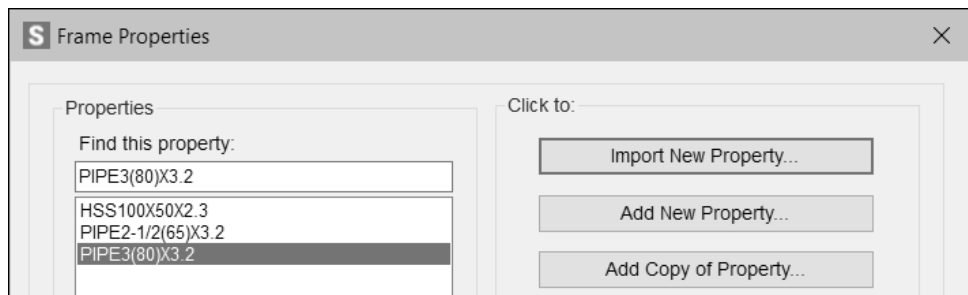 S Frame Properties
Properties
Find this property:
PIPE3(80)X3.2
HSS100X50X2.3
PIPE2-1/2(65)X3.2
PIPE3(80)X3.2
Click to:
Import New Property...
Add New Property...
Add Copy of Property...